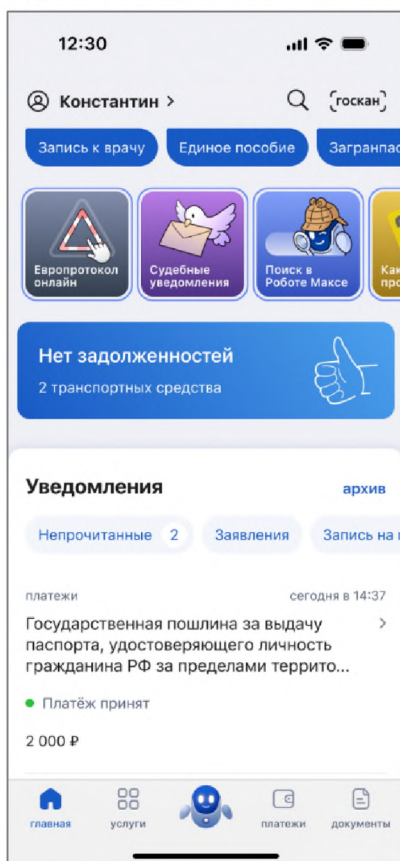 12:30
Константин >
госкан
Запись к врачу
Единое пособие
Загранпас
Европротокол
онлайн
Судебные
уведомления
Поиск в
Роботе Максе
Как
про
Нет задолженностей
2 транспортных средства
Уведомления
архив
Непрочитанные 2
Заявления
Запись на
платежи
сегодня в 14:37
Государственная пошлина за выдачу
паспорта, удостоверяющего личность
гражданина РФ за пределами террито...
Платёж принят
2 000 ₽
главная
услуги
платежи
документы